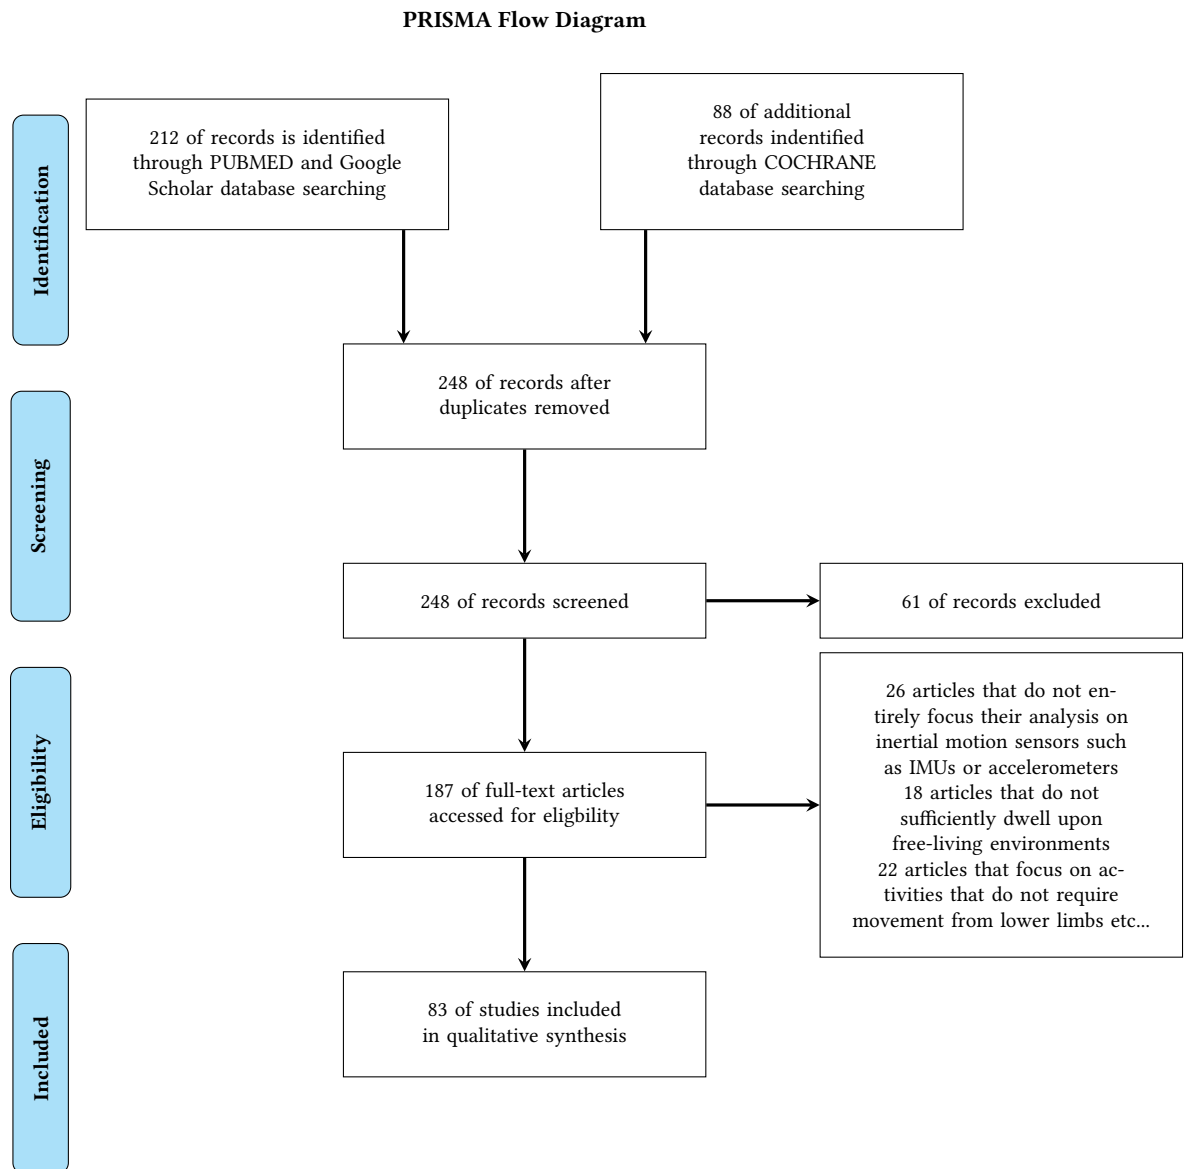 PRISMA Flow Diagram
Identification
212 of records is identified
through PUBMED and Google
Scholar database searching
88 of additional
records indentified
through COCHRANE
database searching
248 of records after
duplicates removed
Screening
248 of records screened
61 of records excluded
Eligibility
187 of full-text articles
accessed for eligbility
26 articles that do not en-
tirely focus their analysis on
inertial motion sensors such
as IMUs or accelerometers
18 articles that do not
sufficiently dwell upon
free-living environments
22 articles that focus on ac-
tivities that do not require
movement from lower limbs etc...
Included
83 of studies included
in qualitative synthesis